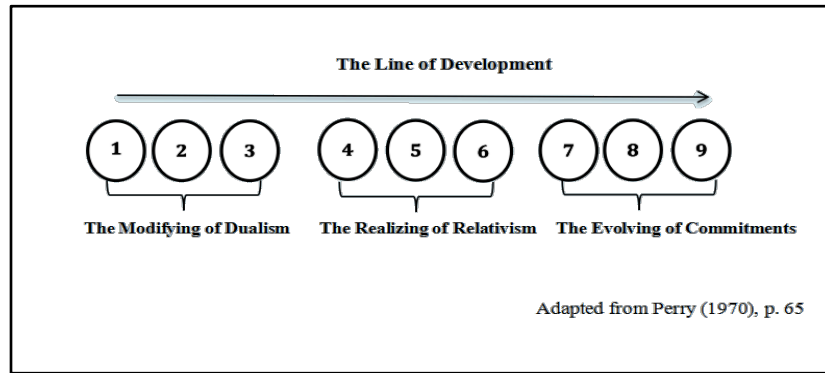 The Line of Development
1 2 3 4 5 6 7 8 9
The Modifying of Dualism The Realizing of Relativism The Evolving of Commitments
Adapted from Perry (1970), p. 65